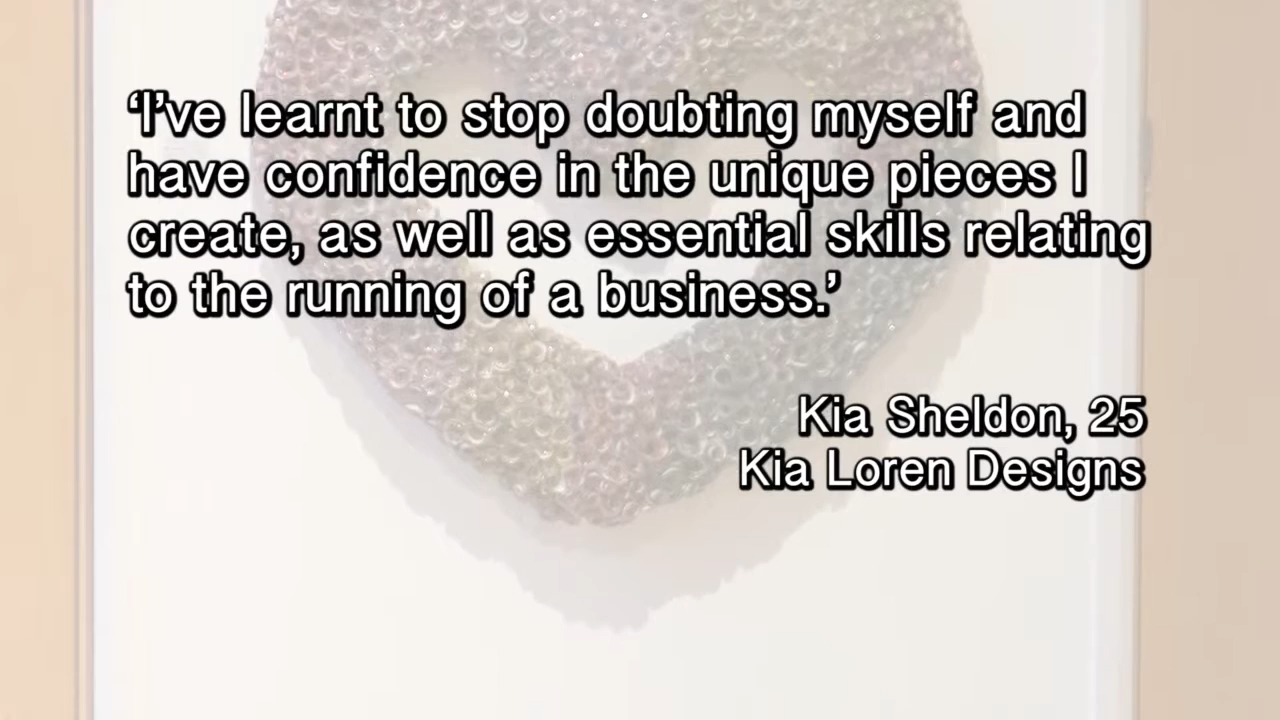 ‘I’ve learnt to stop doubting myself and
have confidence in the unique pieces I
create, as well as essential skills relating
to the running of a business.’
Kia Sheldon, 25
Kia Loren Designs